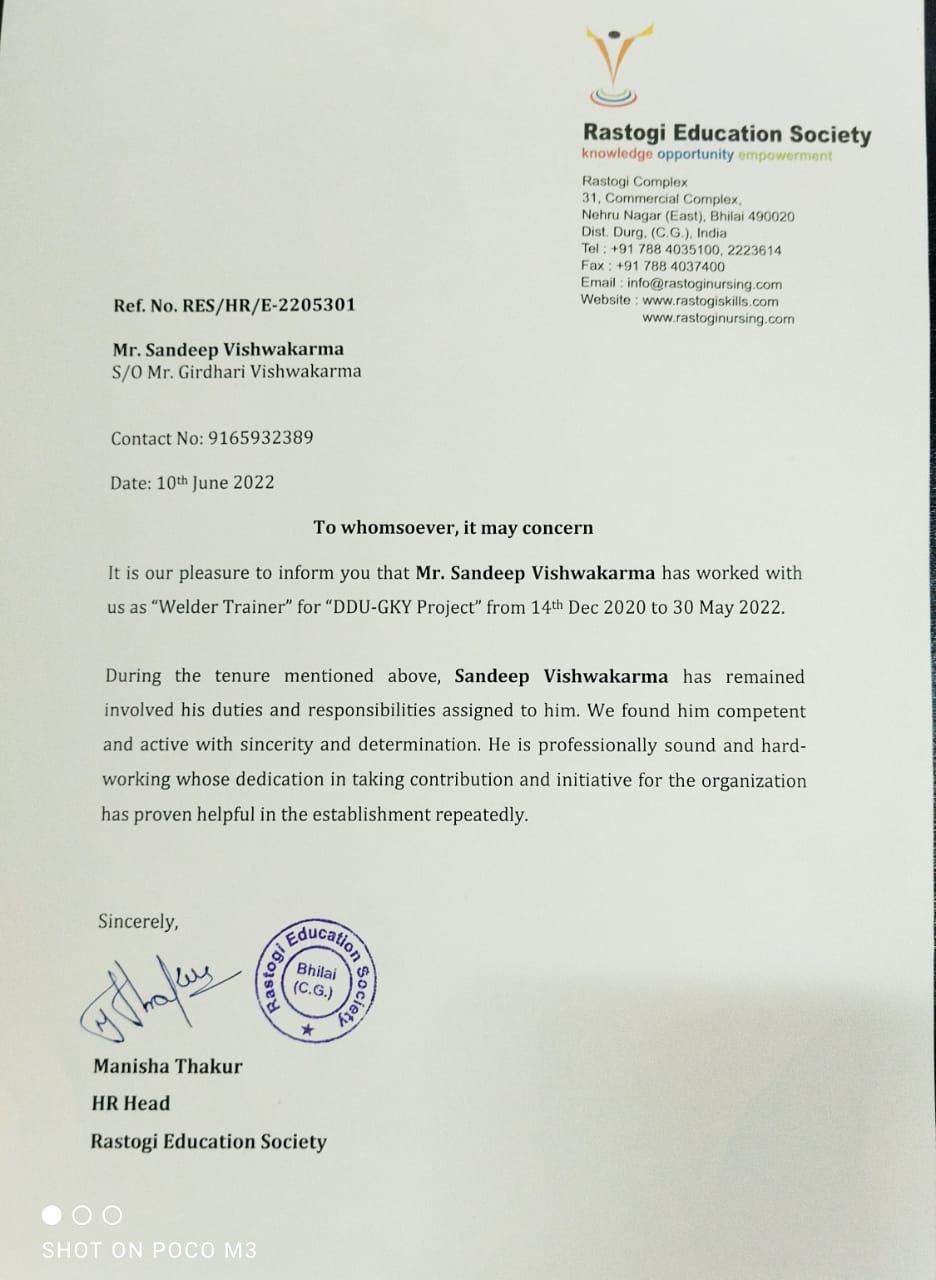 Rastogi Education Society
knowledge opportunity empowerment
Rastogi Complex
31, Commercial Complex,
Nehru Nagar (East), Bhilai 490020
Dist. Durg, (C.G.), India
Tel : +91 788 4035100, 2223614
Fax : +91 788 4037400
Email : info@rastoginursing.com
Website : www.rastogiskills.com
www.rastoginursing.com
Ref. No. RES/HR/E-2205301
Mr. Sandeep Vishwakarma
S/O Mr. Girdhari Vishwakarma
Contact No: 9165932389
Date: 10th June 2022
To whomsoever, it may concern
It is our pleasure to inform you that Mr. Sandeep Vishwakarma has worked with
us as “Welder Trainer” for “DDU-GKY Project” from 14th Dec 2020 to 30 May 2022.
During the tenure mentioned above, Sandeep Vishwakarma has remained
involved his duties and responsibilities assigned to him. We found him competent
and active with sincerity and determination. He is professionally sound and hard-
working whose dedication in taking contribution and initiative for the organization
has proven helpful in the establishment repeatedly.
Sincerely,
MThakur
Rastogi Education Society
Bhilai
(C.G.)
Manisha Thakur
HR Head
Rastogi Education Society
SHOT ON POCO M3